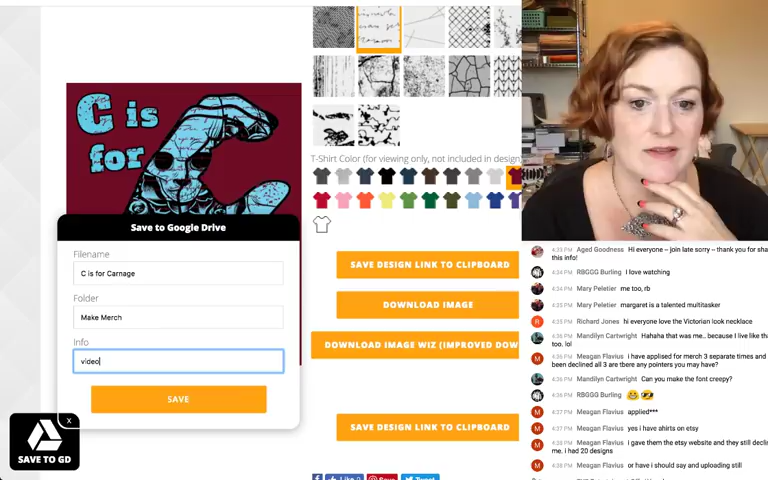 C is
for
T-Shirt Color (for viewing only, not included in design
Save to Google Drive
Filename
C is for Carnage
Folder
Make Merch
Info
video
SAVE
X
SAVE TO GD
SAVE DESIGN LINK TO CLIPBOARD
DOWNLOAD IMAGE
DOWNLOAD IMAGE WIZ (IMPROVED DOW
SAVE DESIGN LINK TO CLIPBOARD
Like 0
Save
Tweet
4:33 PM Aged Goodness Hi everyone – join late sorry – thank you for sha
this info!
4:34 PM RBGGG Burling I love watching
4:34 PM Mary Peletier me too, rb
4:35 PM Mary Peletier margaret is a talented multitasker
4:35 PM Richard Jones hi everyone love the Victorian look necklace
4:36 PM Mandilyn Cartwright Hahaha that was me.. because I live tha
too. lol
4:36 PM Meagan Flavius i have applised for merch 3 separate times and
been declined all 3 are there any pointers you may have?
4:36 PM Mandilyn Cartwright Can you make the font creepy?
4:36 PM RBGGG Burling
4:37 PM Meagan Flavius applied***
4:37 PM Meagan Flavius yes i have ahirts on etsy
4:38 PM Meagan Flavius i gave them the etsy website and they still declin
me. i had 20 designs
4:38 PM Meagan Flavius or have i should say and uploading still